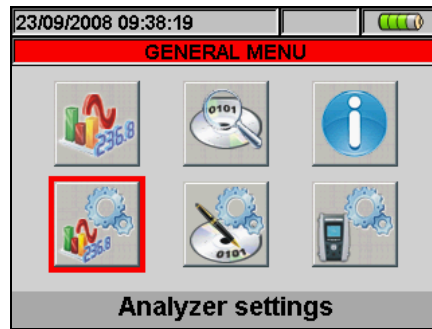 23/09/2008 09:38:19
GENERAL MENU
236.8
0101
i
236.8
0101
Analyzer settings